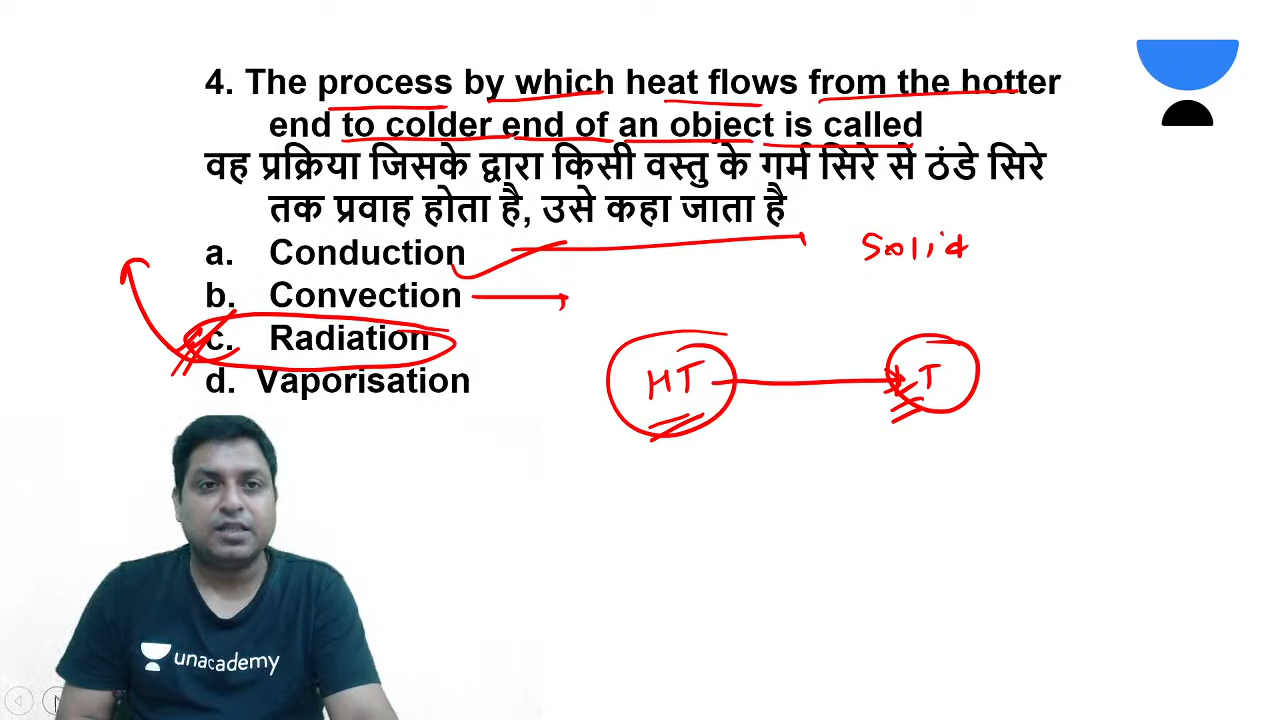 4. The process by which heat flows from the hotter
end to colder end of an object is called
वह प्रक्रिया जिसके द्वारा किसी वस्तु के गर्म सिरे से ठंडे सिरे
तक प्रवाह होता है, उसे कहा जाता है
a. Conduction
Solid
b. Convection
c. Radiation
HT
T
d. Vaporisation
unacademy